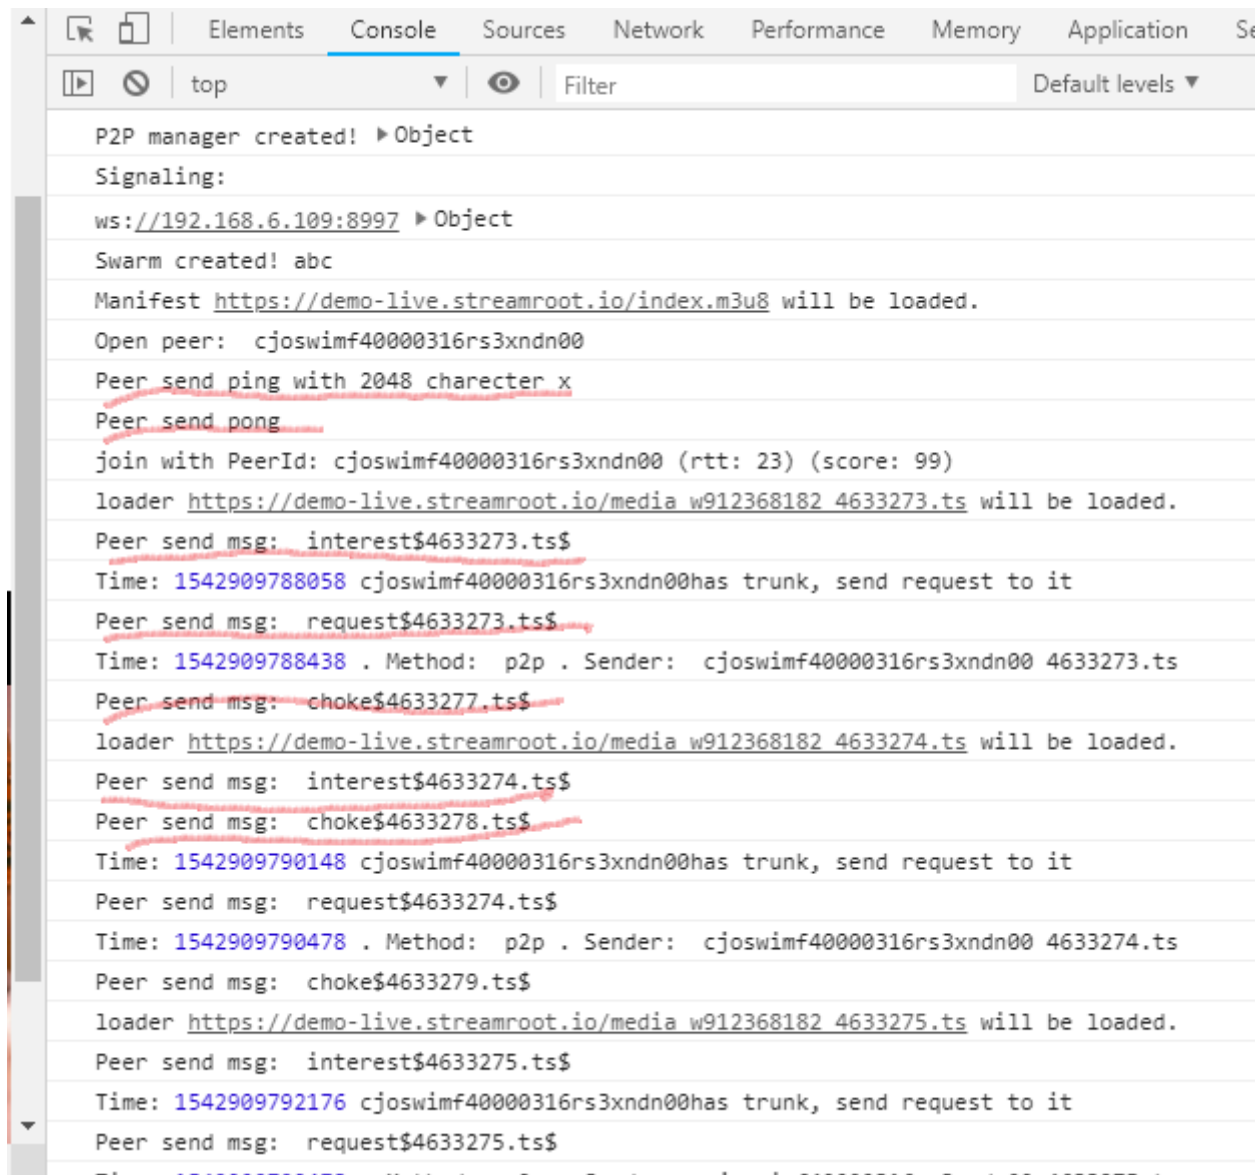 Elements Console Sources Network Performance Memory Application Se
top Filter Default levels
P2P manager created! Object
Signaling:
ws://192.168.6.109:8997 Object
Swarm created! abc
Manifest https://demo-live.streamroot.io/index.m3u8 will be loaded.
Open peer: cjoswimf40000316rs3xndn00
Peer send ping with 2048 charecter x
Peer send pong
join with PeerId: cjoswimf40000316rs3xndn00 (rtt: 23) (score: 99)
loader https://demo-live.streamroot.io/media_w912368182_4633273.ts will be loaded.
Peer send msg: interest$4633273.ts$
Time: 1542909788058 cjoswimf40000316rs3xndn00has trunk, send request to it
Peer send msg: request$4633273.ts$
Time: 1542909788438 . Method: p2p . Sender: cjoswimf40000316rs3xndn00 4633273.ts
Peer send msg: choke$4633277.ts$
loader https://demo-live.streamroot.io/media_w912368182_4633274.ts will be loaded.
Peer send msg: interest$4633274.ts$
Peer send msg: choke$4633278.ts$
Time: 1542909790148 cjoswimf40000316rs3xndn00has trunk, send request to it
Peer send msg: request$4633274.ts$
Time: 1542909790478 . Method: p2p . Sender: cjoswimf40000316rs3xndn00 4633274.ts
Peer send msg: choke$4633279.ts$
loader https://demo-live.streamroot.io/media_w912368182_4633275.ts will be loaded.
Peer send msg: interest$4633275.ts$
Time: 1542909792176 cjoswimf40000316rs3xndn00has trunk, send request to it
Peer send msg: request$4633275.ts$